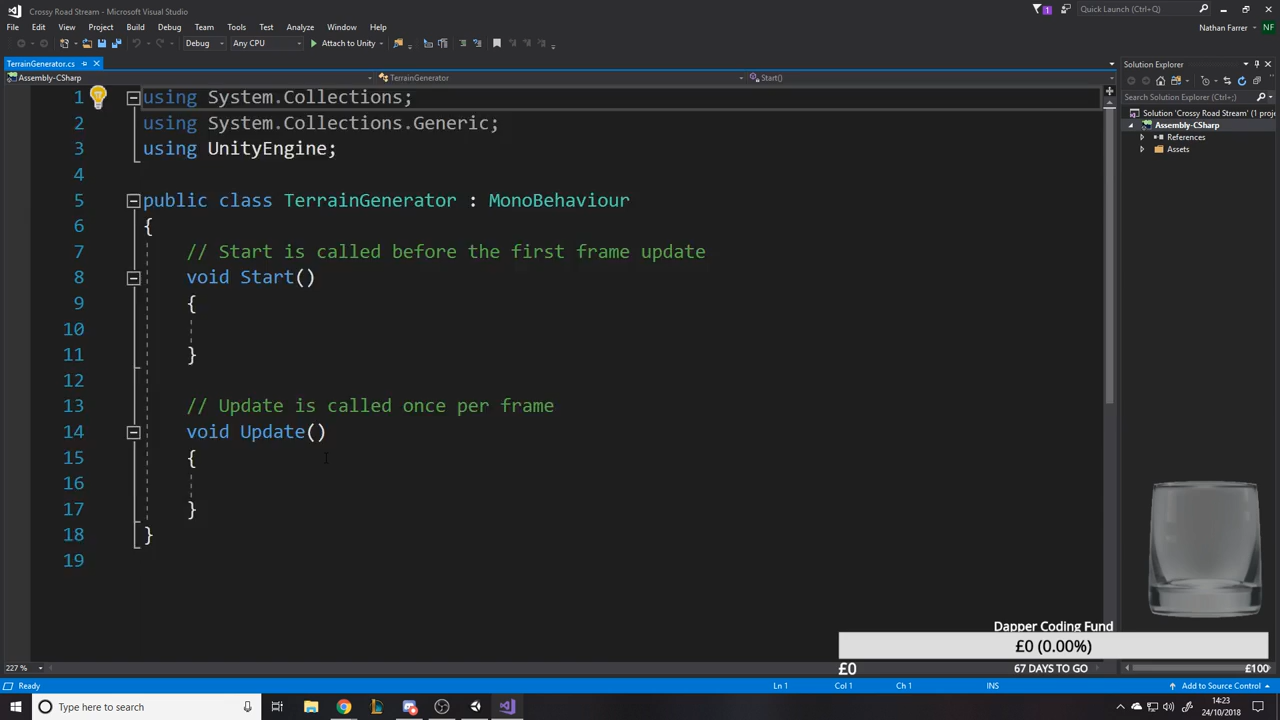 Crossy Road Stream - Microsoft Visual Studio
1
Quick Launch (Ctrl+Q)
File Edit View Project Build Debug Team Tools Test Analyze Window Help
Nathan Farrer
NF
Debug Any CPU Attach to Unity
TerrainGenerator.cs
Solution Explorer
Assembly-CSharp TerrainGenerator Start()
Search Solution Explorer (Ctrl+;)
Solution 'Crossy Road Stream' (1 proje
Assembly-CSharp
References
Assets
1 using System.Collections;
2 using System.Collections.Generic;
3 using UnityEngine;
4
5 public class TerrainGenerator : MonoBehaviour
6 {
7 // Start is called before the first frame update
8 void Start()
9 {
10
11 }
12
13 // Update is called once per frame
14 void Update()
15 {
16
17 }
18 }
19
Dapper Coding Fund
£0 (0.00%)
£0 67 DAYS TO GO £100
227 %
Ready Ln 1 Col 1 Ch 1 INS Add to Source Control
Type here to search
14:23
24/10/2018